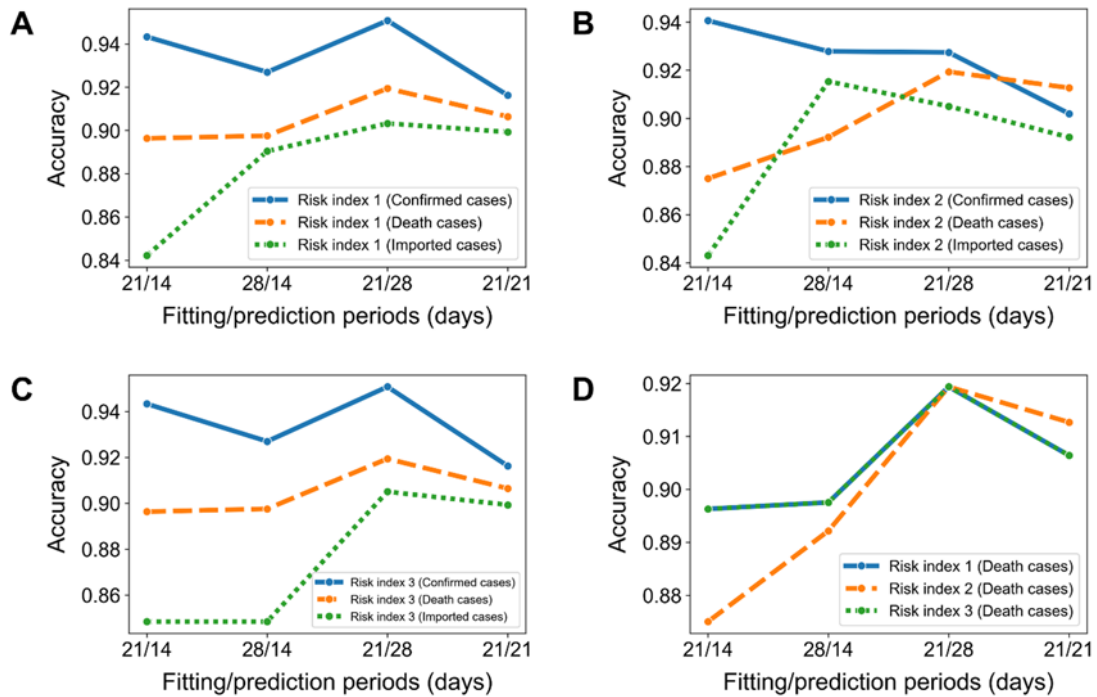 A
Accuracy
0.94
0.92
0.90
0.88
0.86
0.84
Risk index 1 (Confirmed cases)
Risk index 1 (Death cases)
Risk index 1 (Imported cases)
21/14 28/14 21/28 21/21
Fitting/prediction periods (days)
B
Accuracy
0.94
0.92
0.90
0.88
0.86
0.84
Risk index 2 (Confirmed cases)
Risk index 2 (Death cases)
Risk index 2 (Imported cases)
21/14 28/14 21/28 21/21
Fitting/prediction periods (days)
C
Accuracy
0.94
0.92
0.90
0.88
0.86
Risk index 3 (Confirmed cases)
Risk index 3 (Death cases)
Risk index 3 (Imported cases)
21/14 28/14 21/28 21/21
Fitting/prediction periods (days)
D
Accuracy
0.92
0.91
0.90
0.89
0.88
Risk index 1 (Death cases)
Risk index 2 (Death cases)
Risk index 3 (Death cases)
21/14 28/14 21/28 21/21
Fitting/prediction periods (days)